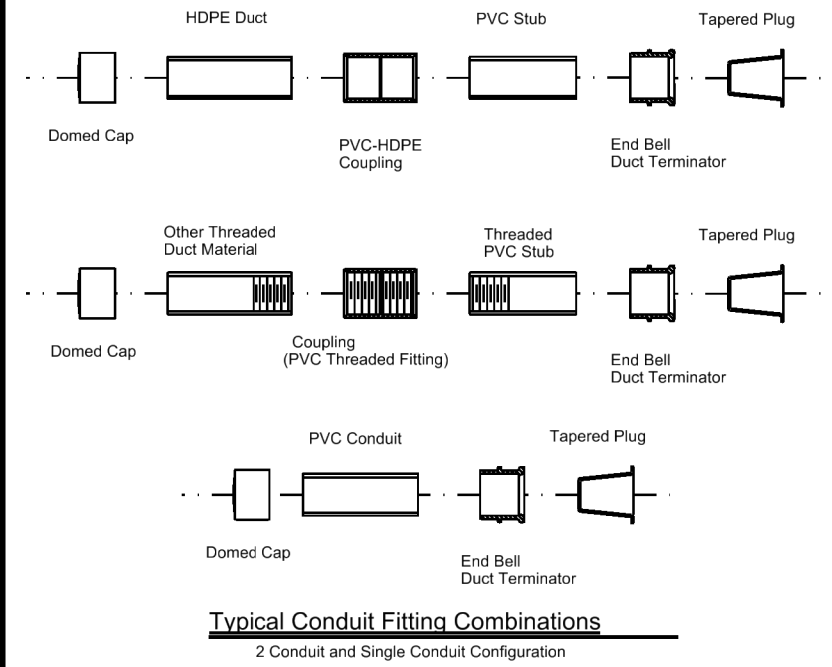 HDPE Duct
PVC Stub
Tapered Plug
Domed Cap
PVC-HDPE
Coupling
End Bell
Duct Terminator
Other Threaded
Duct Material
Threaded
PVC Stub
Tapered Plug
Domed Cap
Coupling
(PVC Threaded Fitting)
End Bell
Duct Terminator
PVC Conduit
Tapered Plug
Domed Cap
End Bell
Duct Terminator
Typical Conduit Fitting Combinations
2 Conduit and Single Conduit Configuration